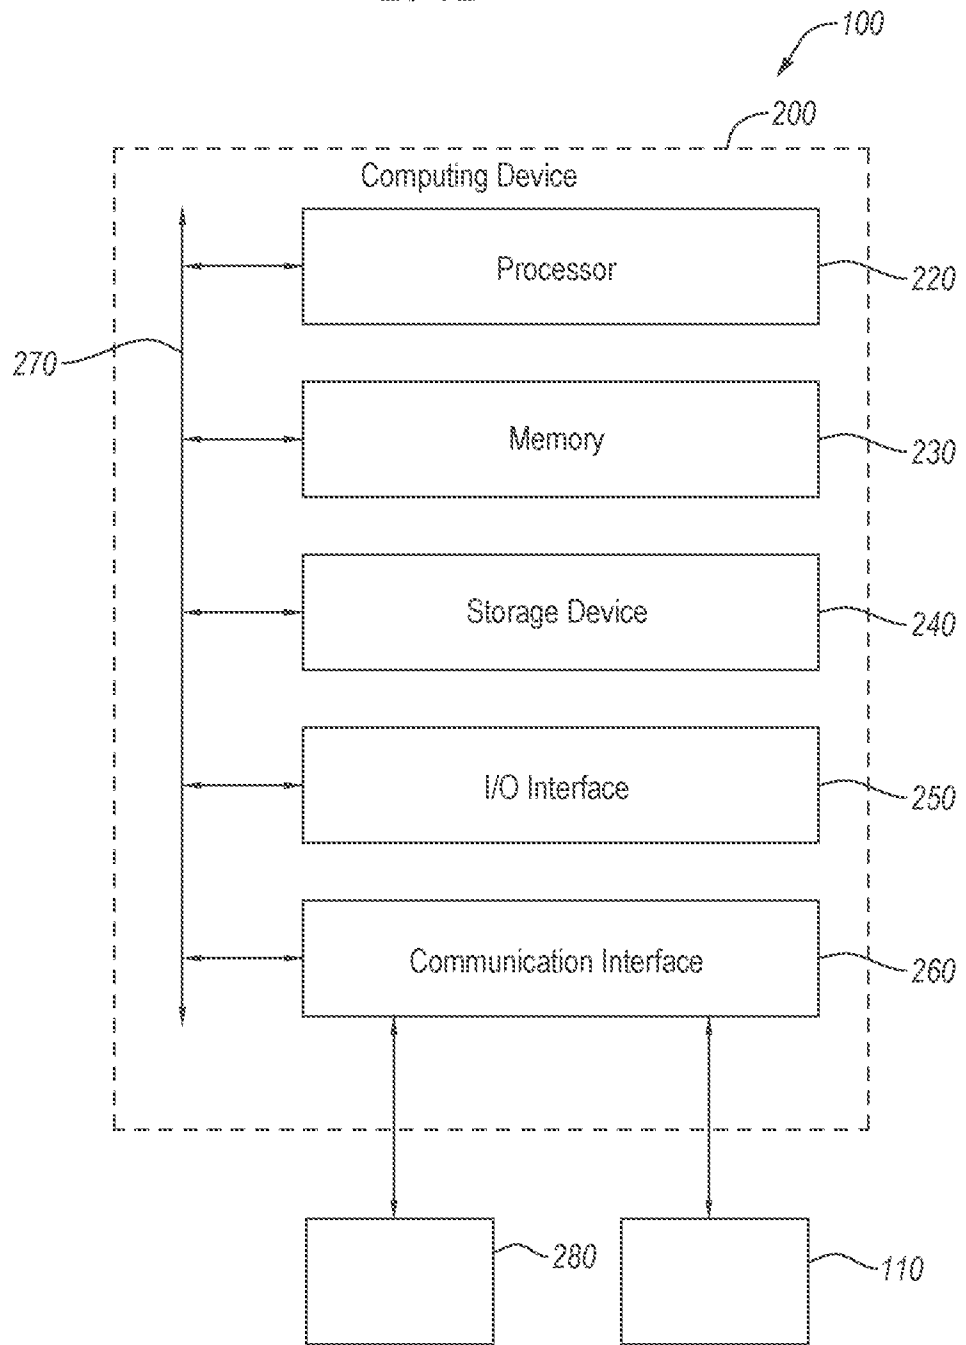 100
200
Computing Device
Processor
220
270
Memory
230
Storage Device
240
I/O Interface
250
Communication Interface
260
280
110